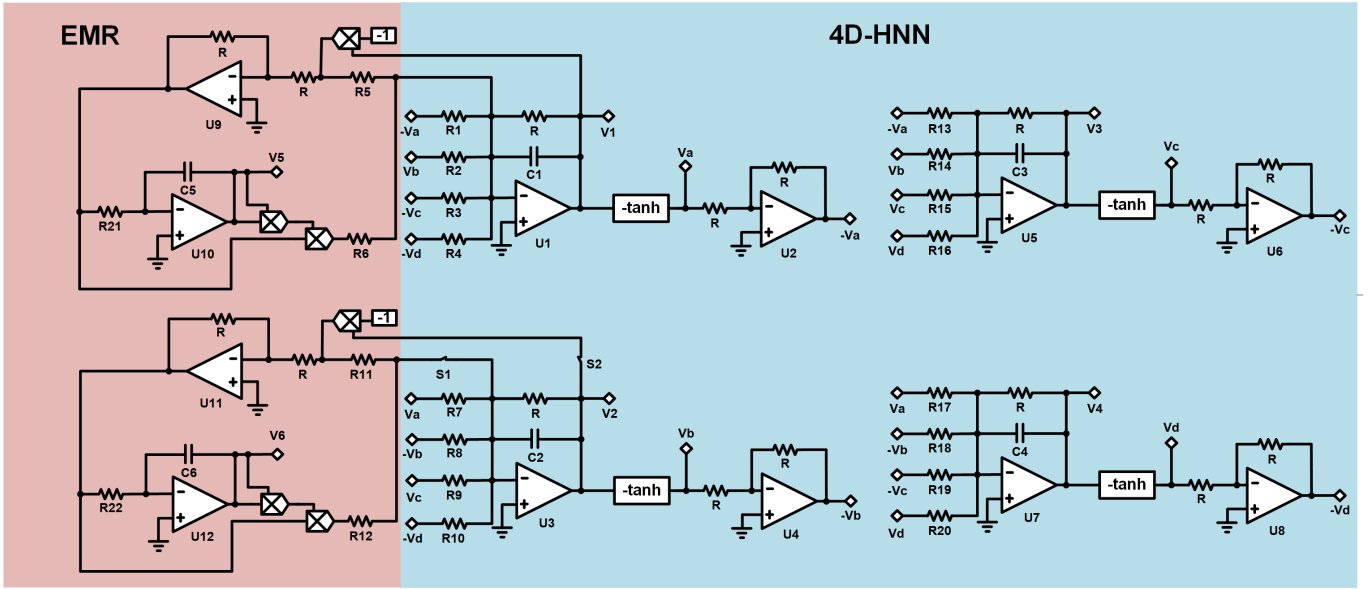 EMR
4D-HNN
R
-1
R
R5
U9
V5
C5
R21
U10
R6
-Va
R1
R
V1
Vb
R2
C1
-Vc
R3
-Vd
R4
U1
-tanh
Va
R
R
U2
-Va
-Va
R13
R
V3
Vb
R14
C3
Vc
R15
Vd
R16
U5
-tanh
Vc
R
R
U6
-Vc
R
-1
R
R11
U11
S1
S2
V6
C6
R22
U12
R12
Va
R7
R
V2
-Vb
R8
C2
Vc
R9
-Vd
R10
U3
-tanh
Vb
R
R
U4
-Vb
Va
R17
R
V4
-Vb
R18
C4
-Vc
R19
Vd
R20
U7
-tanh
Vd
R
R
U8
-Vd